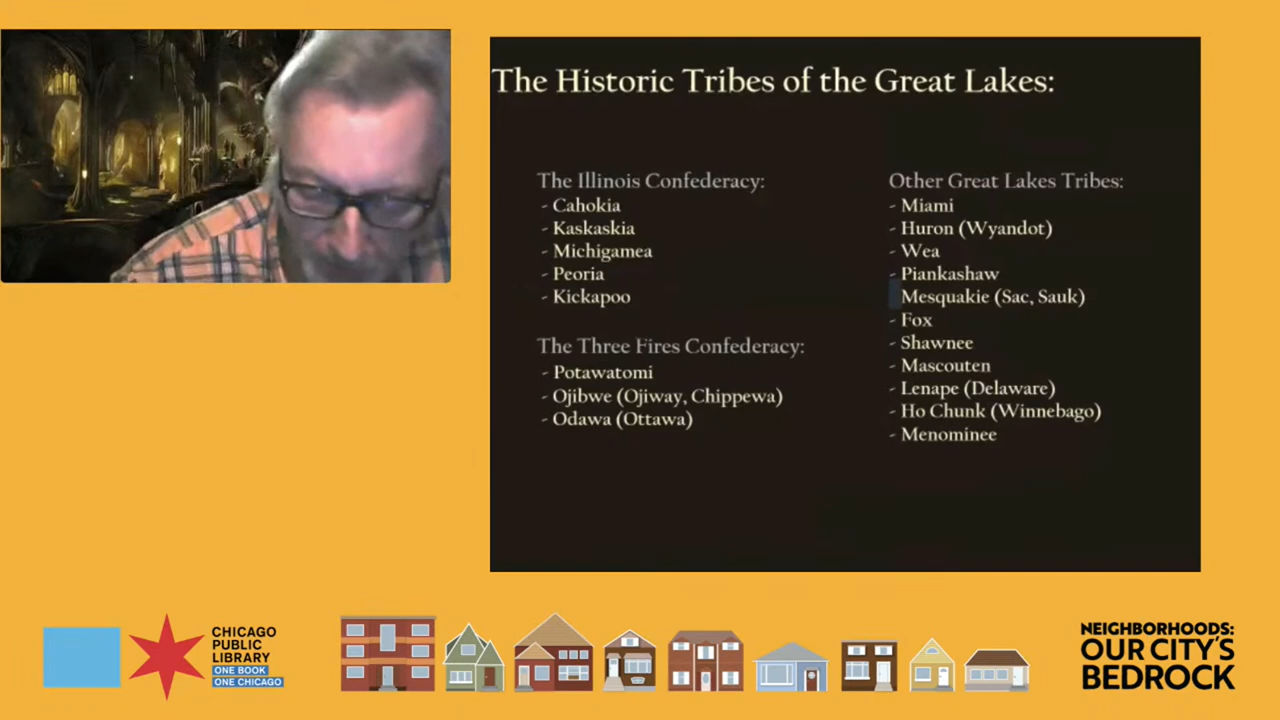 The Historic Tribes of the Great Lakes:
The Illinois Confederacy:
- Cahokia
- Kaskaskia
- Michigamea
- Peoria
- Kickapoo
The Three Fires Confederacy:
- Potawatomi
- Ojibwe (Ojiway, Chippewa)
- Odawa (Ottawa)
Other Great Lakes Tribes:
- Miami
- Huron (Wyandot)
- Wea
- Piankashaw
Mesquakie (Sac, Sauk)
- Fox
- Shawnee
- Mascouten
- Lenape (Delaware)
- Ho Chunk (Winnebago)
- Menominee
CHICAGO
PUBLIC
LIBRARY
ONE BOOK
ONE CHICAGO
NEIGHBORHOODS:
OUR CITY'S
BEDROCK